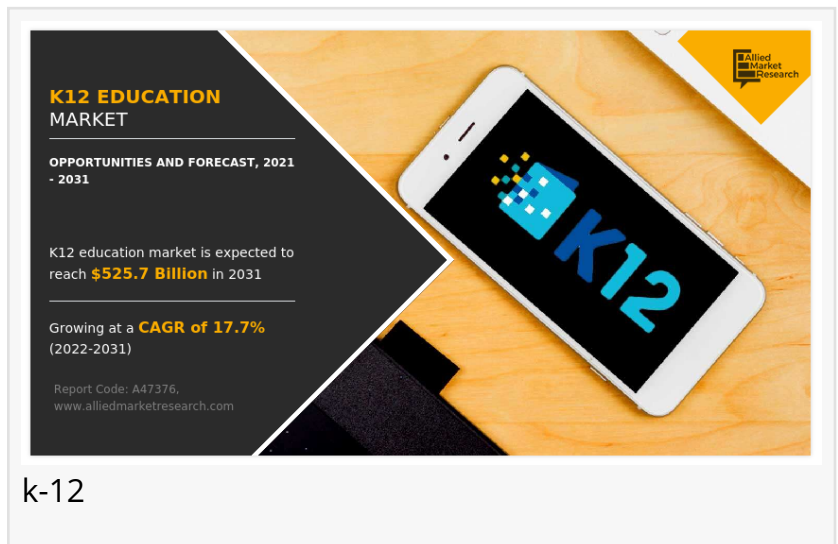 Allied
Market
Research
K12 EDUCATION
MARKET
OPPORTUNITIES AND FORECAST, 2021
- 2031
K12 education market is expected to
reach $525.7 Billion in 2031
Growing at a CAGR of 17.7%
(2022-2031)
Report Code: A47376,
www.alliedmarketresearch.com
K12
k-12